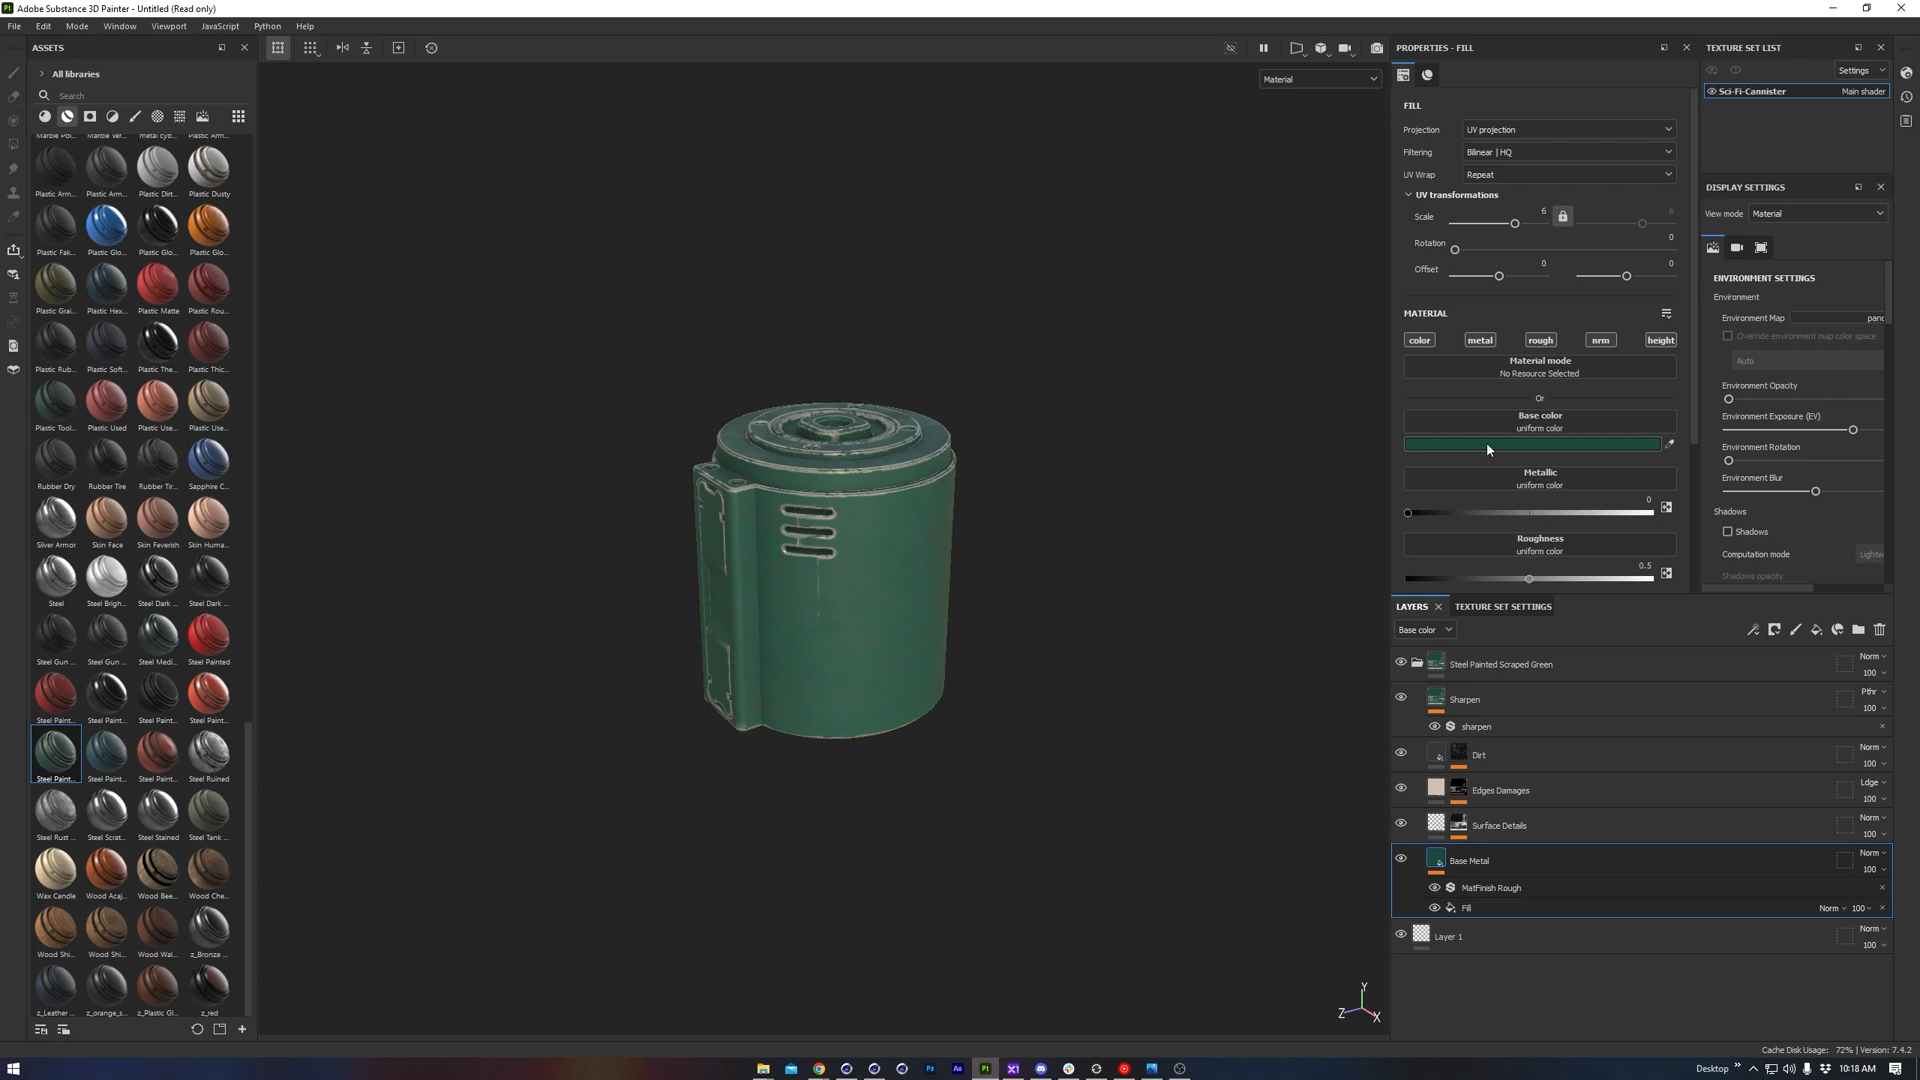 Adobe Substance 3D Painter - Untitled (Read only)
File Edit Mode Window Viewport JavaScript Python Help
ASSETS
All libraries
Search
Marble Pol... Marble Ver... metal cyb... Plastic Arm...
Plastic Arm... Plastic Arm... Plastic Dirt... Plastic Dusty
Plastic Fak... Plastic Glo... Plastic Glo... Plastic Glo...
Plastic Grai... Plastic Hex... Plastic Matte Plastic Rou...
Plastic Rub... Plastic Soft... Plastic The... Plastic Thic...
Plastic Tool... Plastic Used Plastic Use... Plastic Use...
Rubber Dry Rubber Tire Rubber Tir... Sapphire C...
Silver Armor Skin Face Skin Feverish Skin Huma...
Steel Steel Brigh... Steel Dark ... Steel Dark ...
Steel Gun ... Steel Gun ... Steel Medi... Steel Painted
Steel Paint... Steel Paint... Steel Paint... Steel Paint...
Steel Paint... Steel Paint... Steel Paint... Steel Ruined
Steel Rust ... Steel Scrat... Steel Stained Steel Tank ...
Wax Candle Wood Acaj... Wood Bee... Wood Che...
Wood Shi... Wood Shi... Wood Wal... z_Bronze ...
z_Leather ... z_orange_s... z_Plastic Gl... z_red
Material
Y
Z X
PROPERTIES - FILL
FILL
Projection UV projection
Filtering Bilinear | HQ
UV Wrap Repeat
UV transformations
Scale 6 6
Rotation 0
Offset 0 0
MATERIAL
color metal rough nrm height
Material mode
No Resource Selected
Or
Base color
uniform color
Metallic
uniform color
0
Roughness
uniform color
0.5
TEXTURE SET LIST
Settings
Sci-Fi-Cannister Main shader
DISPLAY SETTINGS
View mode Material
ENVIRONMENT SETTINGS
Environment
Environment Map pano
Override environment map color space
Auto
Environment Opacity
Environment Exposure (EV)
Environment Rotation
Environment Blur
Shadows
Shadows
Computation mode Lightw
Shadows opacity
LAYERS TEXTURE SET SETTINGS
Base color
Steel Painted Scraped Green Norm 100
Sharpen Pthr 100
sharpen
Dirt Norm 100
Edges Damages Ldge 100
Surface Details Norm 100
Base Metal Norm 100
MatFinish Rough
Fill Norm 100
Layer 1 Norm 100
Cache Disk Usage: 72% | Version: 7.4.2
Desktop 10:18 AM